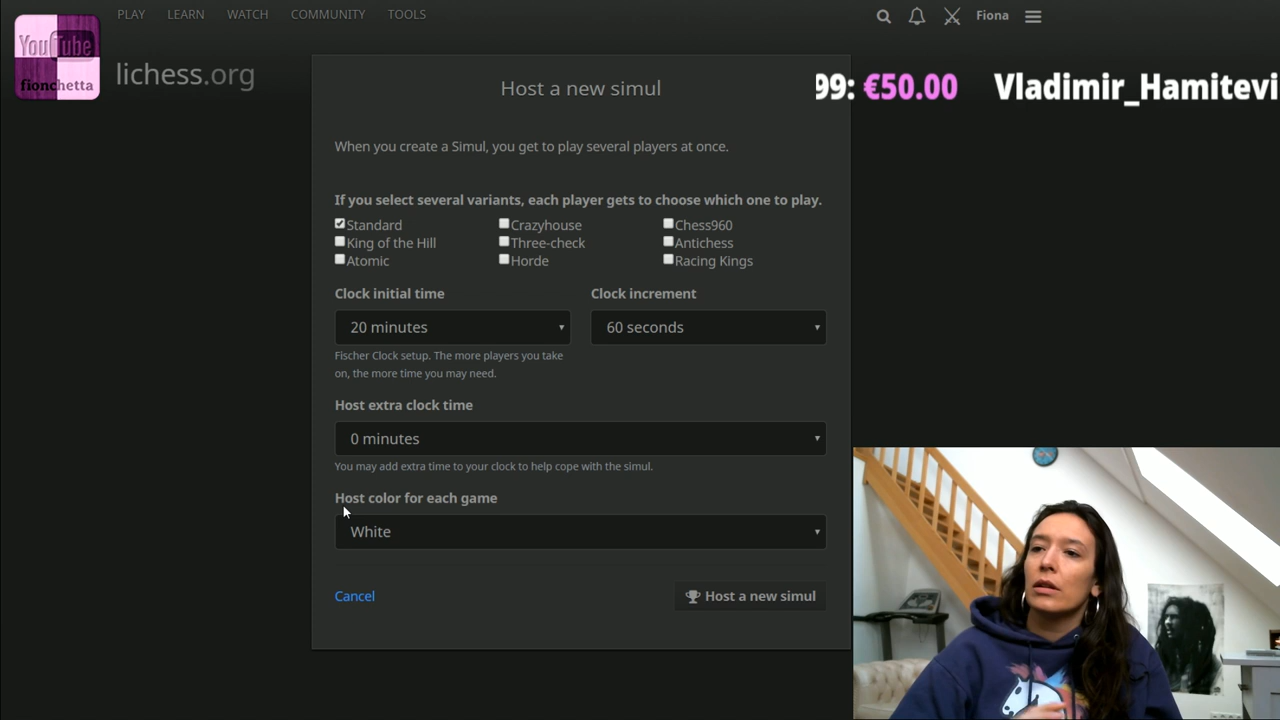 PLAY LEARN WATCH COMMUNITY TOOLS
Fiona
YouTube
fionchetta
lichess.org
99: €50.00 Vladimir_Hamitevi
Host a new simul
When you create a Simul, you get to play several players at once.
If you select several variants, each player gets to choose which one to play.
Standard Crazyhouse Chess960
King of the Hill Three-check Antichess
Atomic Horde Racing Kings
Clock initial time Clock increment
20 minutes 60 seconds
Fischer Clock setup. The more players you take
on, the more time you may need.
Host extra clock time
0 minutes
You may add extra time to your clock to help cope with the simul.
Host color for each game
White
Cancel Host a new simul